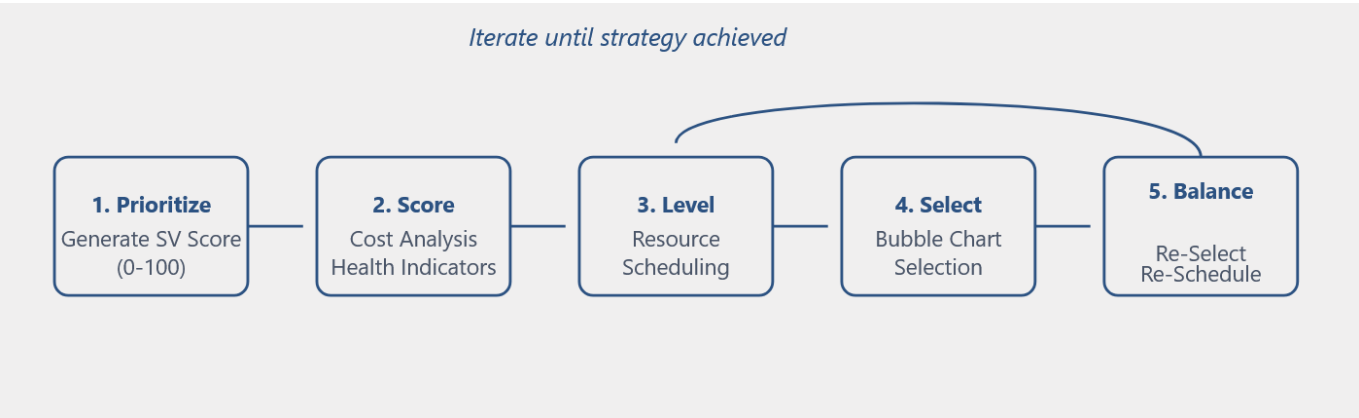 Iterate until strategy achieved
1. Prioritize
Generate SV Score
(0-100)
2. Score
Cost Analysis
Health Indicators
3. Level
Resource
Scheduling
4. Select
Bubble Chart
Selection
5. Balance
Re-Select
Re-Schedule